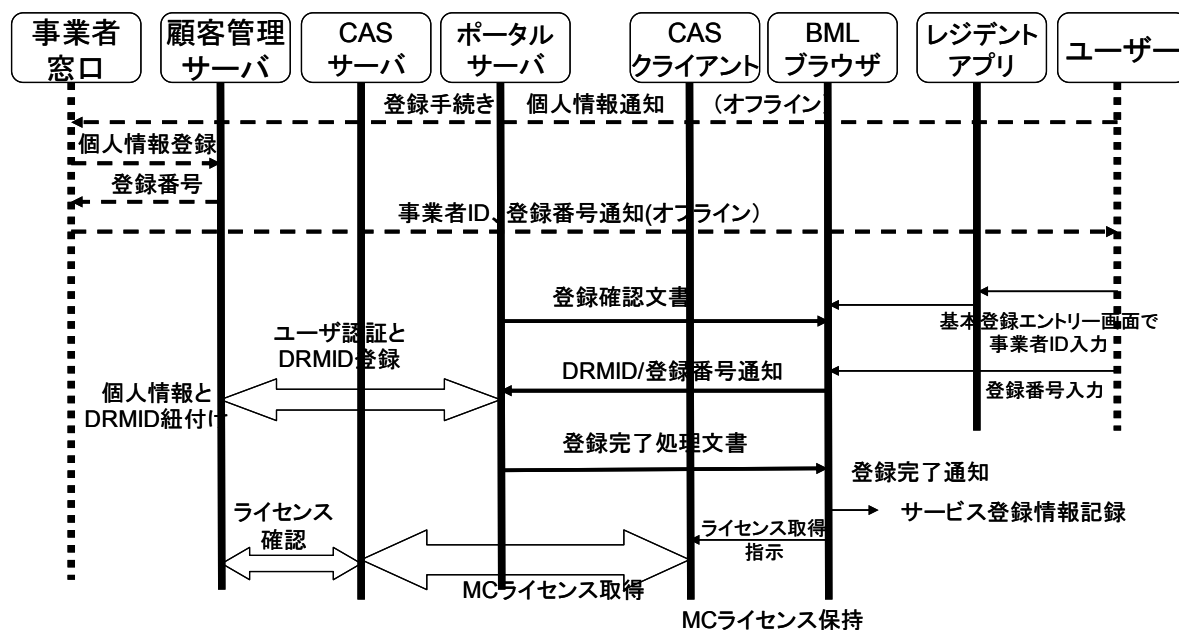 事業者
窓口
顧客管理
サーバ
CAS
サーバ
ポータル
サーバ
CAS
クライアント
BML
ブラウザ
レジデント
アプリ
ユーザー
登録手続き 個人情報通知 (オフライン)
個人情報登録
登録番号
事業者ID、登録番号通知(オフライン)
登録確認文書
基本登録エントリー画面で
事業者ID入力
ユーザ認証と
DRMID登録
DRMID/登録番号通知
登録番号入力
個人情報と
DRMID紐付け
登録完了処理文書
登録完了通知
サービス登録情報記録
ライセンス
確認
ライセンス取得
指示
MCライセンス取得
MCライセンス保持